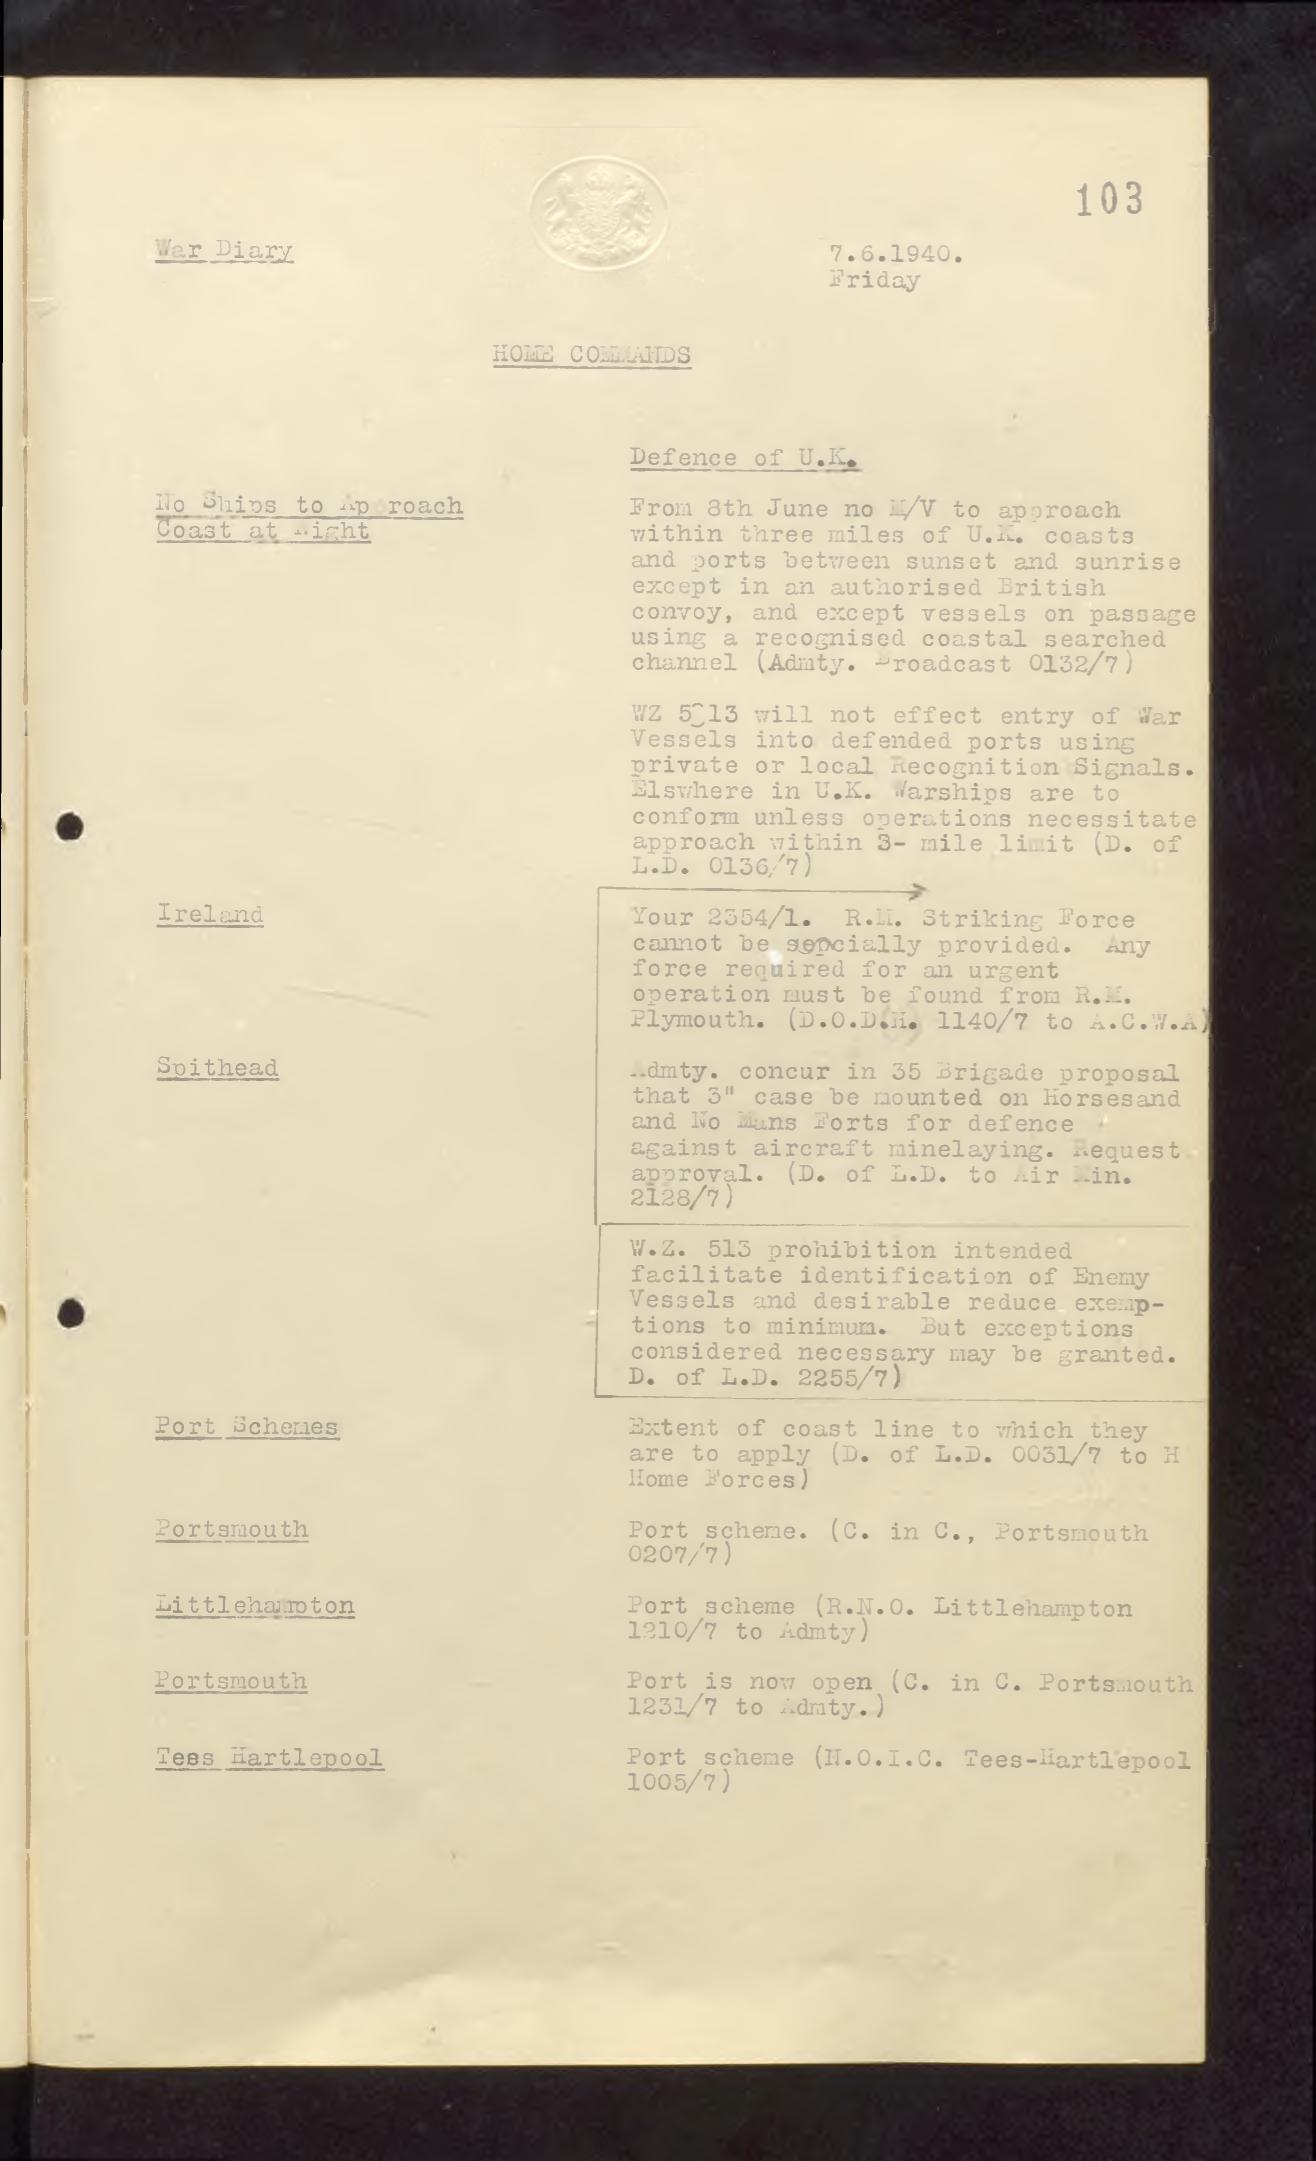 103
War Diary
7.6.1940.
Friday
HOME COMMANDS
Defence of U.K.
No Ships to Approach
Coast at Night
From 8th June no M/V to approach
within three miles of U.K. coasts
and ports between sunset and sunrise
except in an authorised British
convoy, and except vessels on passage
using a recognised coastal searched
channel (Admty. Broadcast 0132/7)
WZ 513 will not effect entry of War
Vessels into defended ports using
private or local Recognition Signals.
Elswhere in U.K. Warships are to
conform unless operations necessitate
approach within 3- mile limit (D. of
L.D. 0136/7)
Ireland
Your 2354/1. R.M. Striking Force
cannot be sepcially provided. Any
force required for an urgent
operation must be found from R.M.
Plymouth. (D.O.D.H. 1140/7 to A.C.W.A)
Spithead
Admty. concur in 35 Brigade proposal
that 3" case be mounted on Horsesand
and No Mans Forts for defence
against aircraft minelaying. Request
approval. (D. of L.D. to Air Min.
2128/7)
W.Z. 513 prohibition intended
facilitate identification of Enemy
Vessels and desirable reduce exemp-
tions to minimum. But exceptions
considered necessary may be granted.
D. of L.D. 2255/7)
Port Schemes
Extent of coast line to which they
are to apply (D. of L.D. 0031/7 to H
Home Forces)
Portsmouth
Port scheme. (C. in C., Portsmouth
0207/7)
Littlehampton
Port scheme (R.N.O. Littlehampton
1210/7 to Admty)
Portsmouth
Port is now open (C. in C. Portsmouth
1231/7 to Admty.)
Tees Hartlepool
Port scheme (N.O.I.C. Tees-Hartlepool
1005/7)